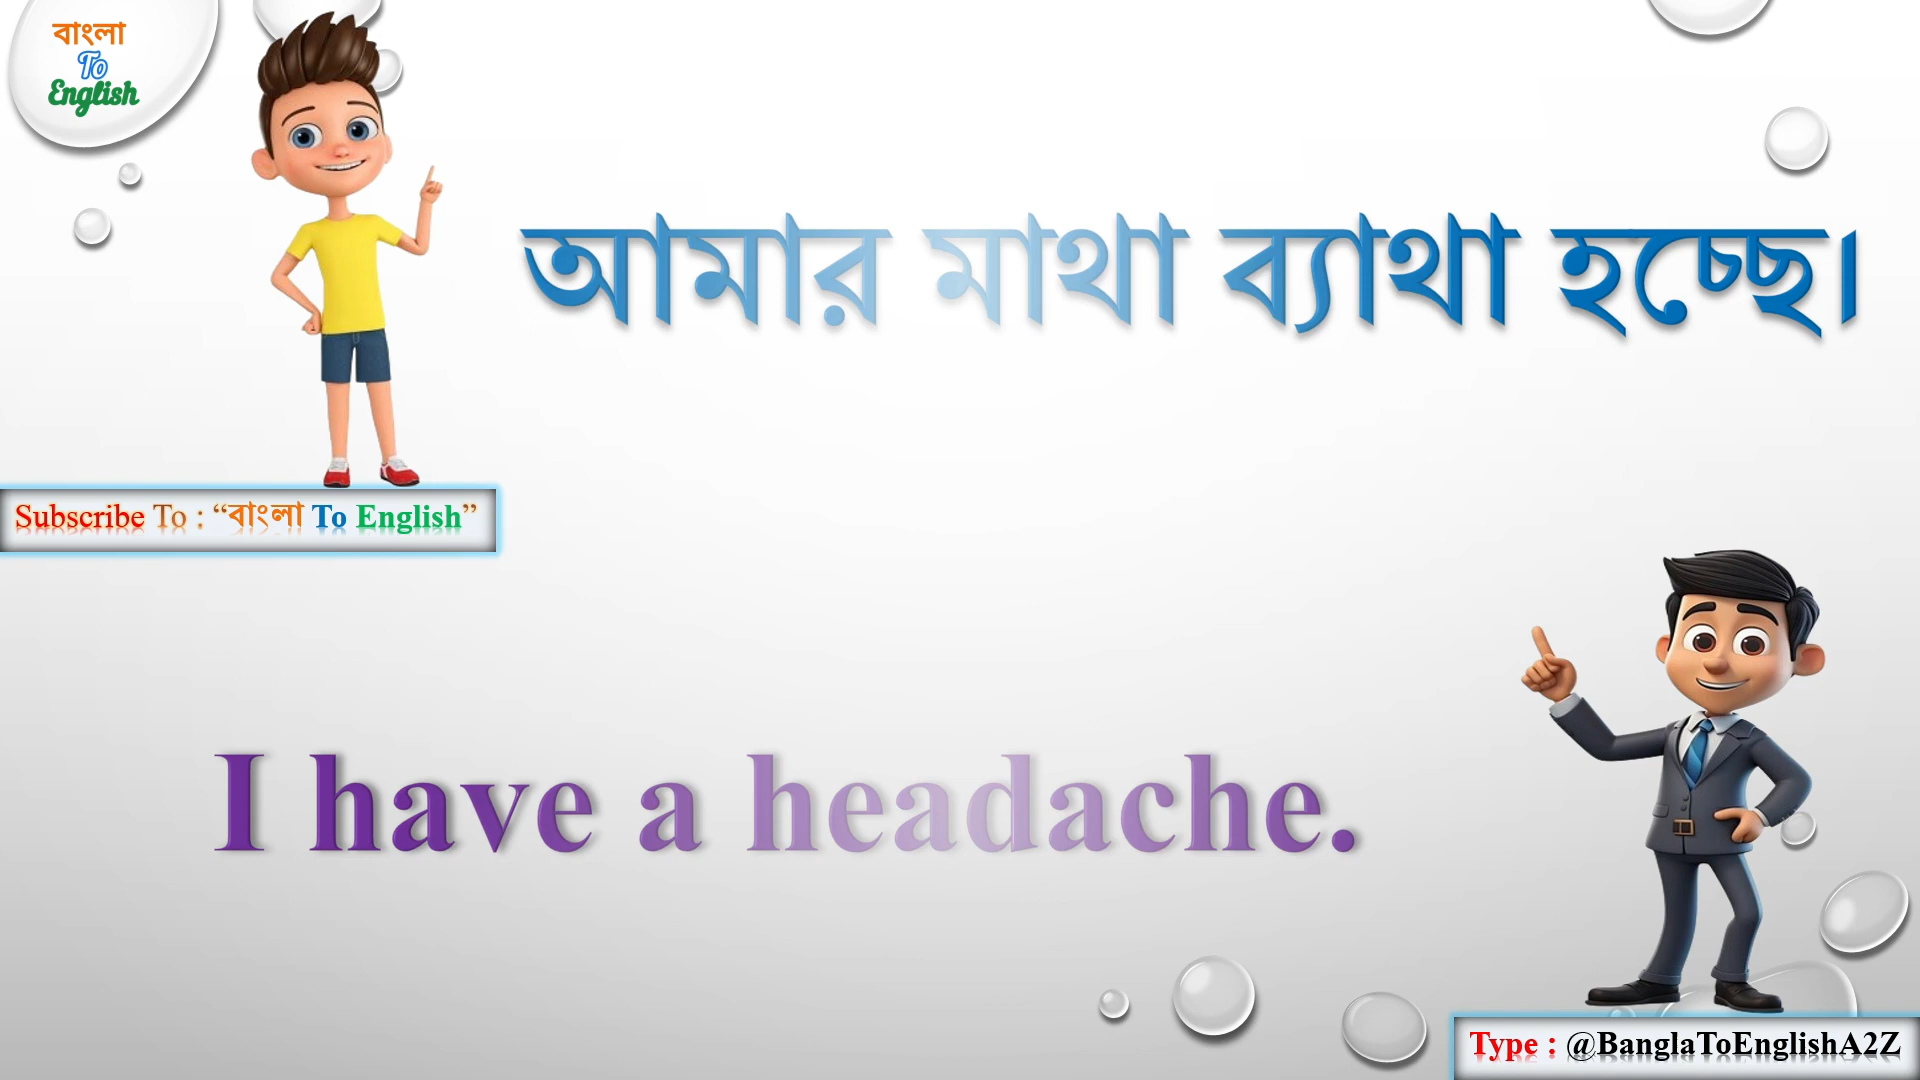 বাংলা
To
English
আমার মাথা ব্যাথা হচ্ছে।
Subscribe To : “বাংলা To English”
I have a headache.
Type : @BanglaToEnglishA2Z